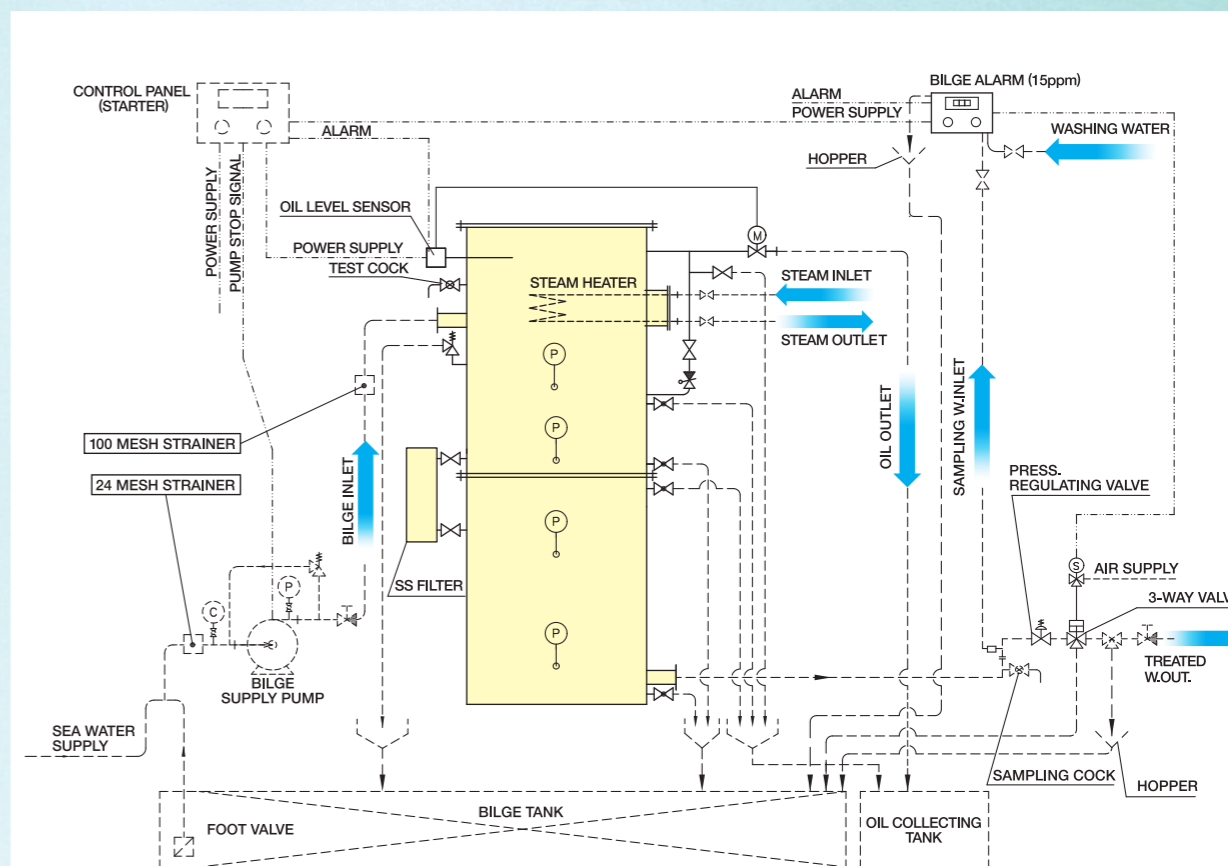 CONTROL PANEL
(STARTER)
ALARM
POWER SUPPLY
PUMP STOP SIGNAL
OIL LEVEL SENSOR
POWER SUPPLY
TEST COCK
100 MESH STRAINER
24 MESH STRAINER
BILGE INLET
SS FILTER
C
P
BILGE
SUPPLY PUMP
SEA WATER
SUPPLY
FOOT VALVE
BILGE TANK
OIL COLLECTING
TANK
STEAM HEATER
P
P
P
P
M
STEAM INLET
STEAM OUTLET
OIL OUTLET
BILGE ALARM (15ppm)
ALARM
POWER SUPPLY
WASHING WATER
HOPPER
SAMPLING W.INLET
PRESS.
REGULATING VALVE
S
AIR SUPPLY
3-WAY VALV
TREATED
W.OUT.
SAMPLING COCK
HOPPER